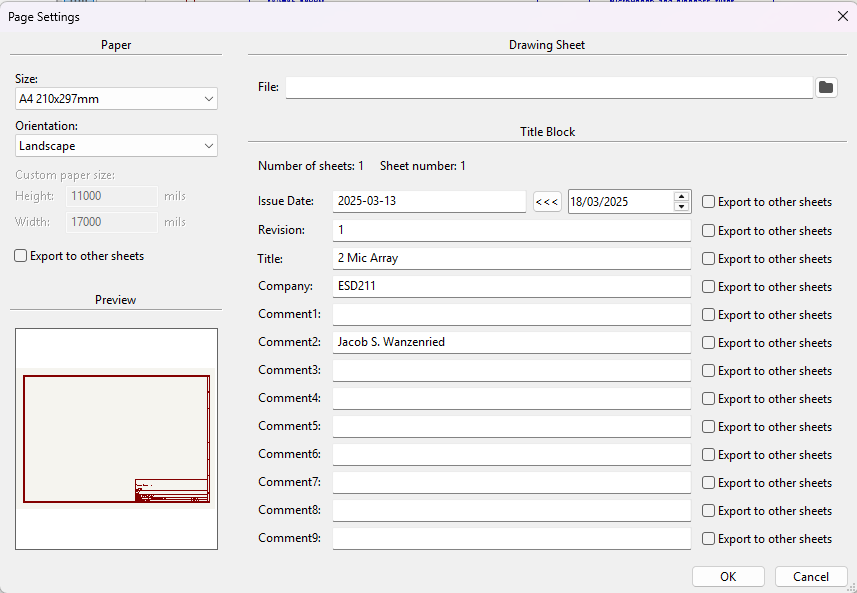 Page Settings
Paper
Size:
A4 210x297mm
Orientation:
Landscape
Custom paper size:
Height: 11000 mils
Width: 17000 mils
Export to other sheets
Preview
Drawing Sheet
File:
Title Block
Number of sheets: 1 Sheet number: 1
Issue Date: 2025-03-13 <<< 18/03/2025 Export to other sheets
Revision: 1 Export to other sheets
Title: 2 Mic Array Export to other sheets
Company: ESD211 Export to other sheets
Comment1: Export to other sheets
Comment2: Jacob S. Wanzenried Export to other sheets
Comment3: Export to other sheets
Comment4: Export to other sheets
Comment5: Export to other sheets
Comment6: Export to other sheets
Comment7: Export to other sheets
Comment8: Export to other sheets
Comment9: Export to other sheets
OK Cancel